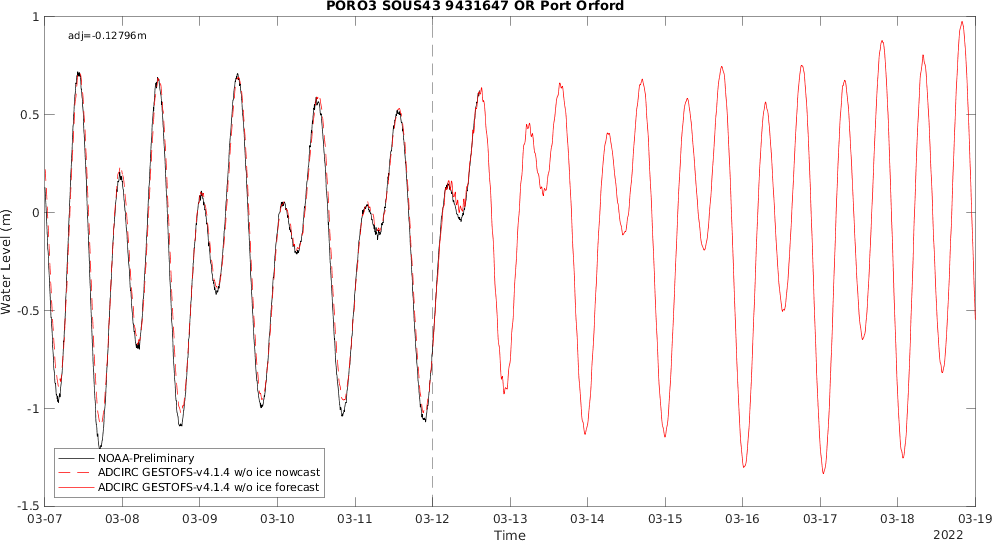 PORO3 SOUS43 9431647 OR Port Orford
adj=-0.12796m
1
0.5
0
-0.5
-1
-1.5
Water Level (m)
NOAA-Preliminary
ADCIRC GESTOFS-v4.1.4 w/o ice nowcast
ADCIRC GESTOFS-v4.1.4 w/o ice forecast
03-07 03-08 03-09 03-10 03-11 03-12 03-13 03-14 03-15 03-16 03-17 03-18 03-19
Time
2022